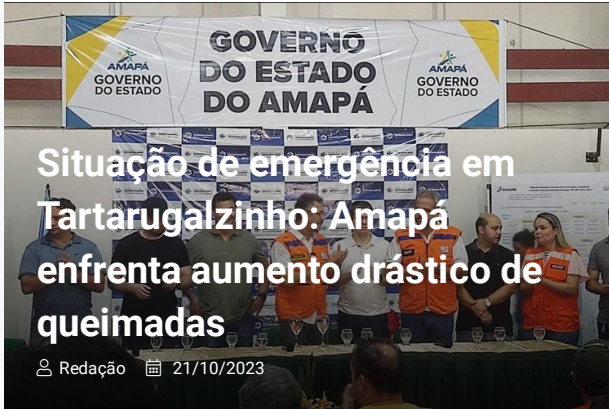 GOVERNO
DO ESTADO
DO AMAPÁ
AMAPÁ
GOVERNO
DO ESTADO
AMAPÁ
GOVERNO
DO ESTADO
Situação de emergência em
Tartarugalzinho: Amapá
enfrenta aumento drástico de
queimadas
Redação 21/10/2023